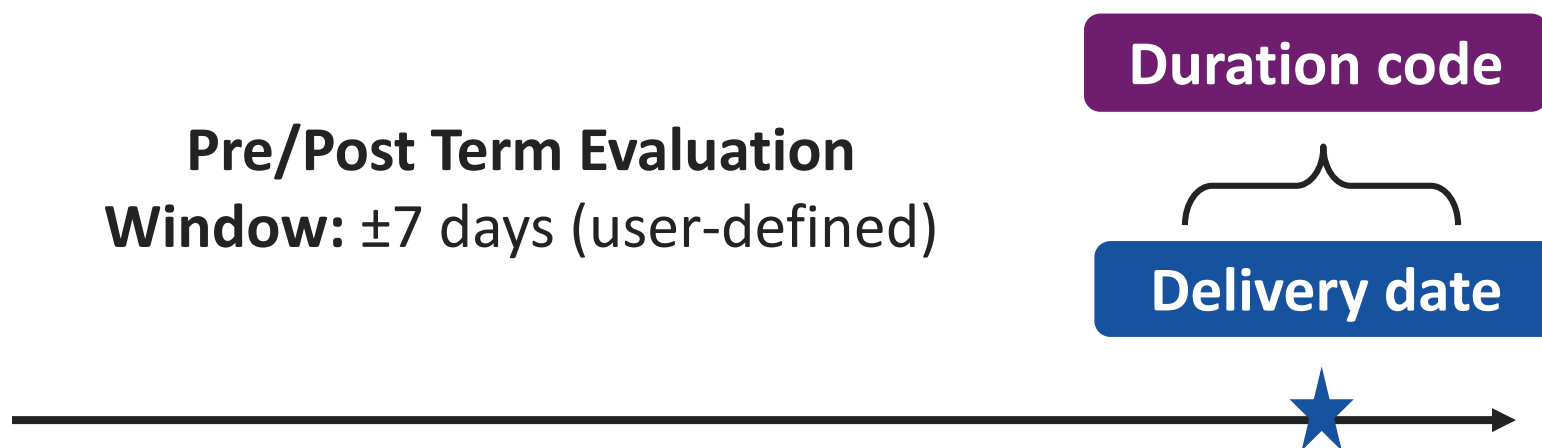 Duration code
Pre/Post Term Evaluation
Window: ±7 days (user-defined)
Delivery date